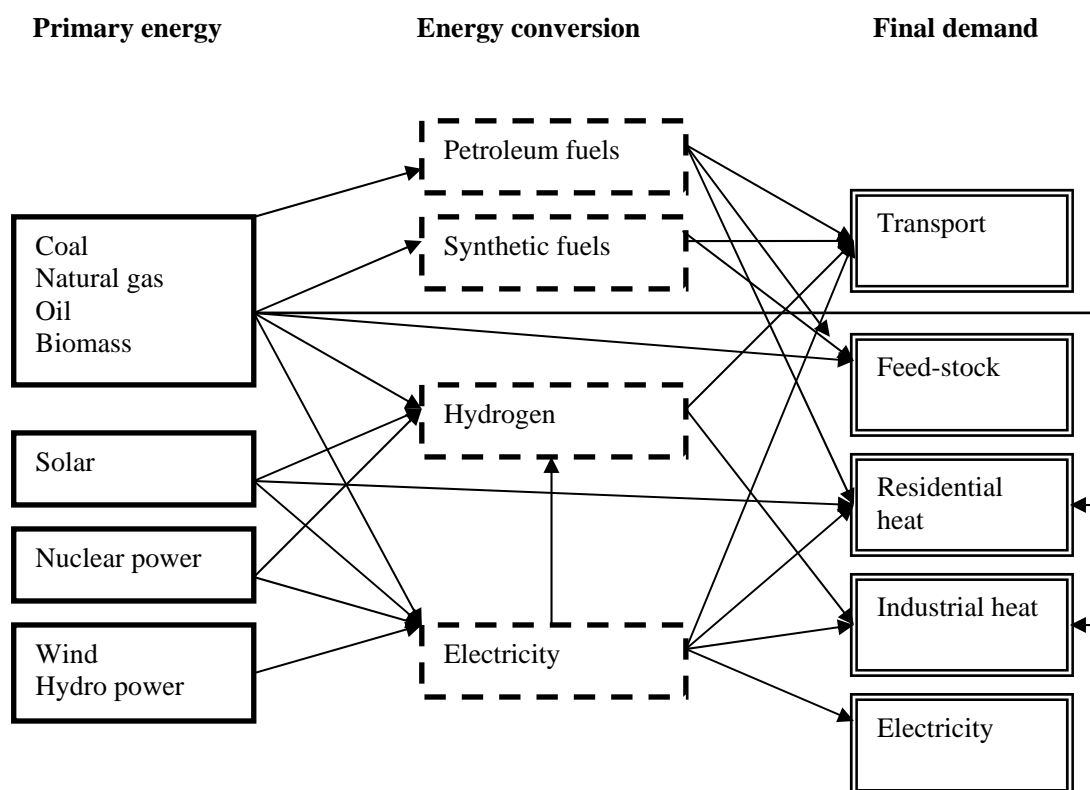 Primary energy
Energy conversion
Final demand
Petroleum fuels
Synthetic fuels
Hydrogen
Electricity
Coal
Natural gas
Oil
Biomass
Solar
Nuclear power
Wind
Hydro power
Transport
Feed-stock
Residential
heat
Industrial heat
Electricity